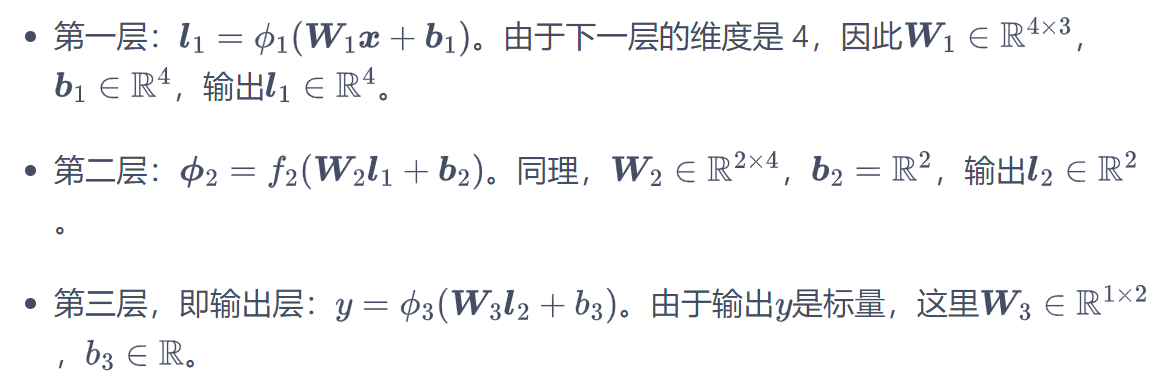 • 第一层：$\boldsymbol{l}_1 = \phi_1(\boldsymbol{W}_1\boldsymbol{x} + \boldsymbol{b}_1)$。由于下一层的维度是 4，因此$\boldsymbol{W}_1 \in \mathbb{R}^{4\times 3}$，
$\boldsymbol{b}_1 \in \mathbb{R}^4$，输出$\boldsymbol{l}_1 \in \mathbb{R}^4$。
• 第二层：$\boldsymbol{\phi}_2 = f_2(\boldsymbol{W}_2\boldsymbol{l}_1 + \boldsymbol{b}_2)$。同理，$\boldsymbol{W}_2 \in \mathbb{R}^{2\times 4}$，$\boldsymbol{b}_2 = \mathbb{R}^2$，输出$\boldsymbol{l}_2 \in \mathbb{R}^2$
。
• 第三层，即输出层：$y = \phi_3(\boldsymbol{W}_3\boldsymbol{l}_2 + b_3)$。由于输出$y$是标量，这里$\boldsymbol{W}_3 \in \mathbb{R}^{1\times 2}$
，$b_3 \in \mathbb{R}$。